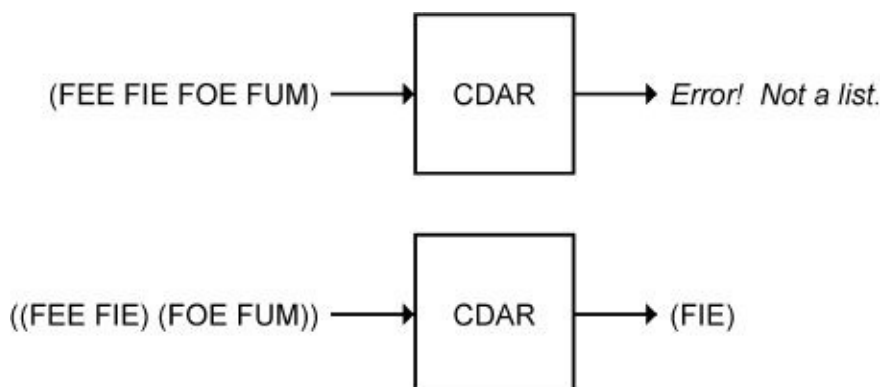 (FEE FIE FOE FUM) CDAR Error! Not a list.
((FEE FIE) (FOE FUM)) CDAR (FIE)